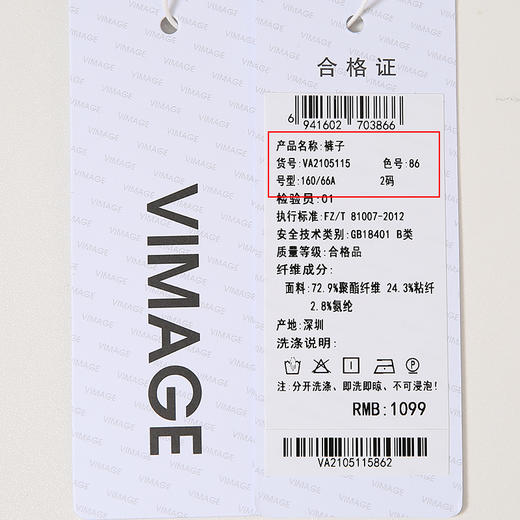 VIMAGE
合格证
6 941602 703866
产品名称:裤子
货号:VA2105115 色号:86
号型:160/66A 2码
检验员:01
执行标准:FZ/T 81007-2012
安全技术类别:GB18401 B类
质量等级:合格品
纤维成分:
面料:72.9%聚酯纤维 24.3%粘纤
2.8%氨纶
产地:深圳
洗涤说明:
注:分开洗涤、即洗即晾、不可浸泡!
RMB:1099
VA2105115862